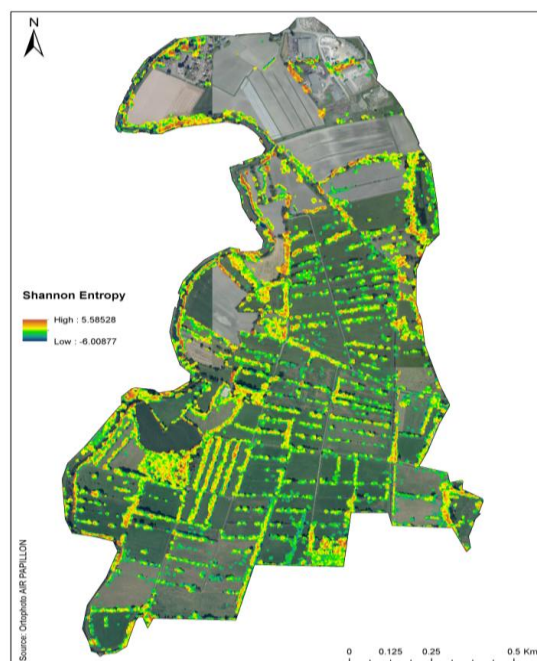 N
Shannon Entropy
High : 5.58528
Low : -6.00877
Source: Ortophoto AIR PAPILLON
0 0.125 0.25 0.5 Km